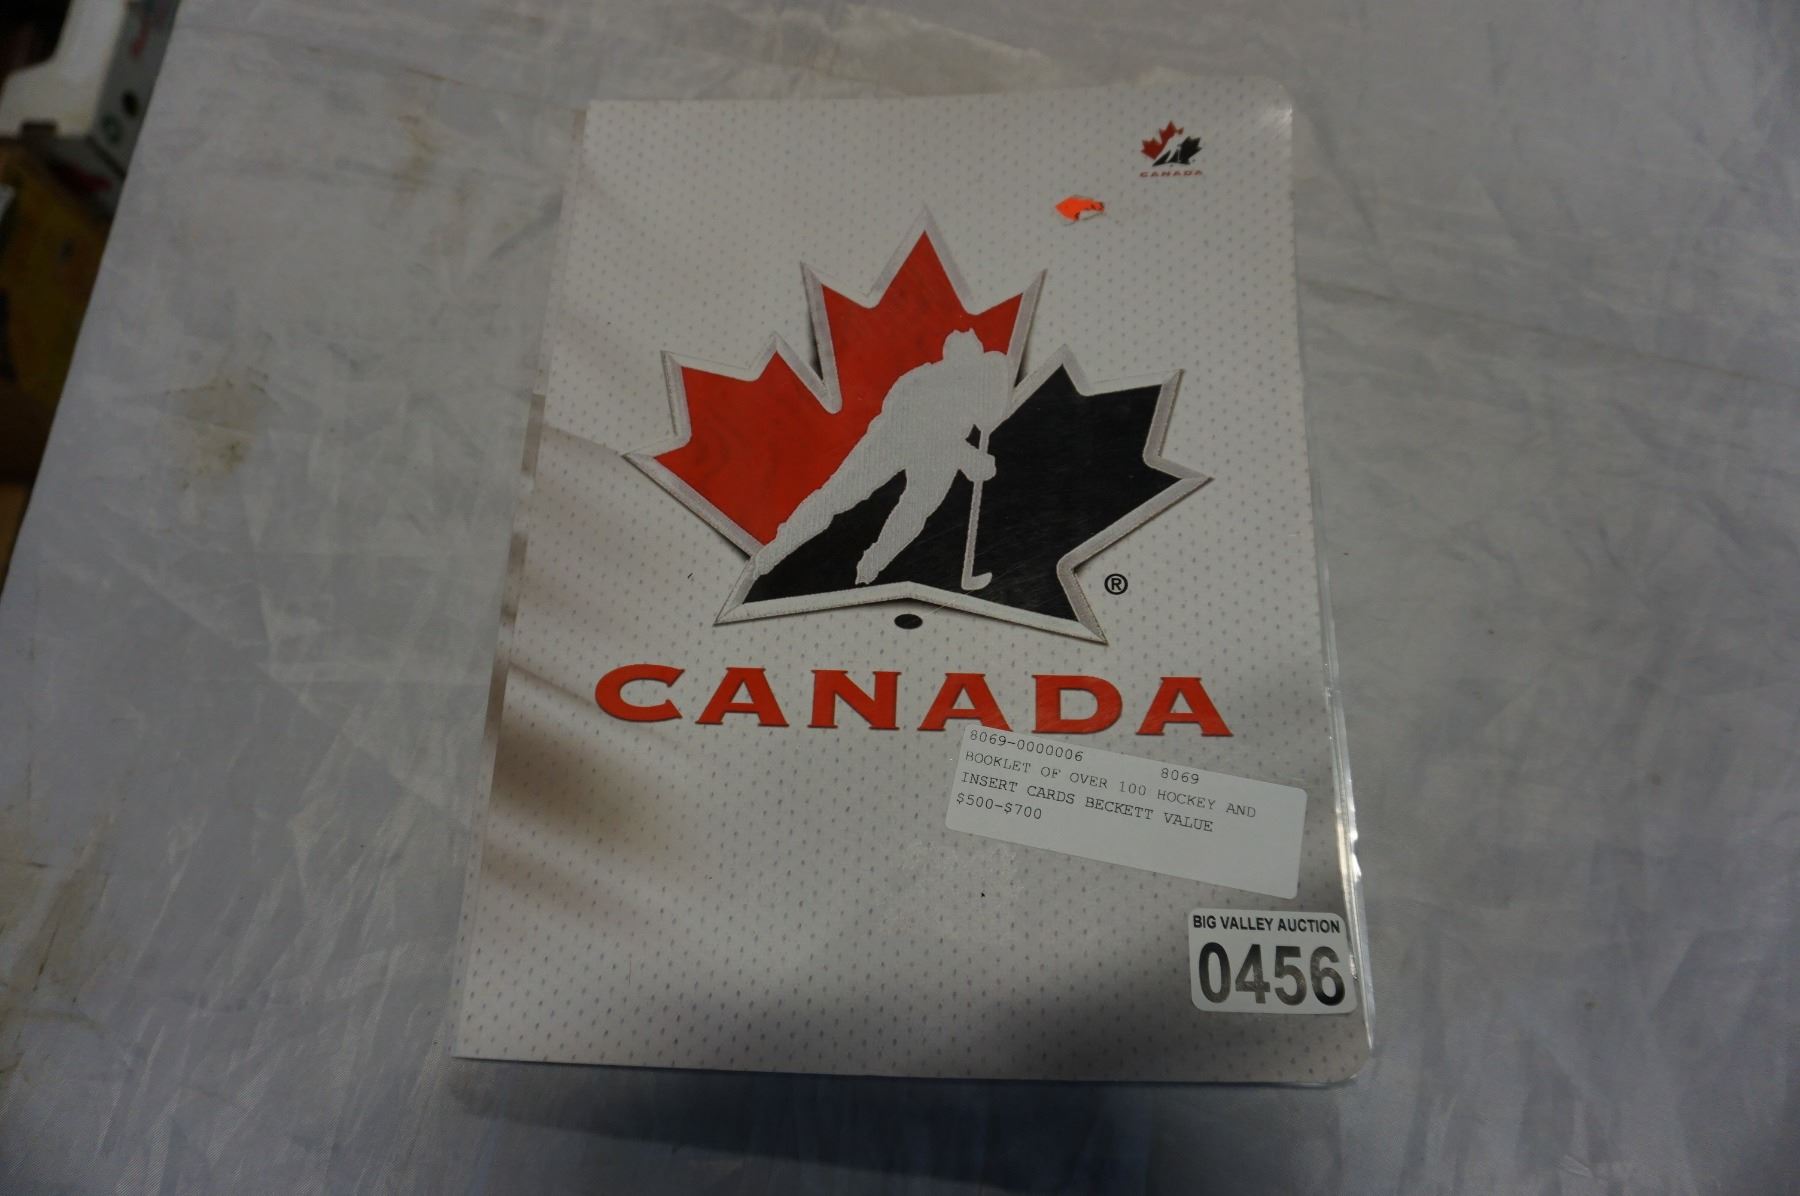 CANADA
®
CANADA
8069-0000006 8069
BOOKLET OF OVER 100 HOCKEY AND
INSERT CARDS BECKETT VALUE
$500-$700
BIG VALLEY AUCTION
0456